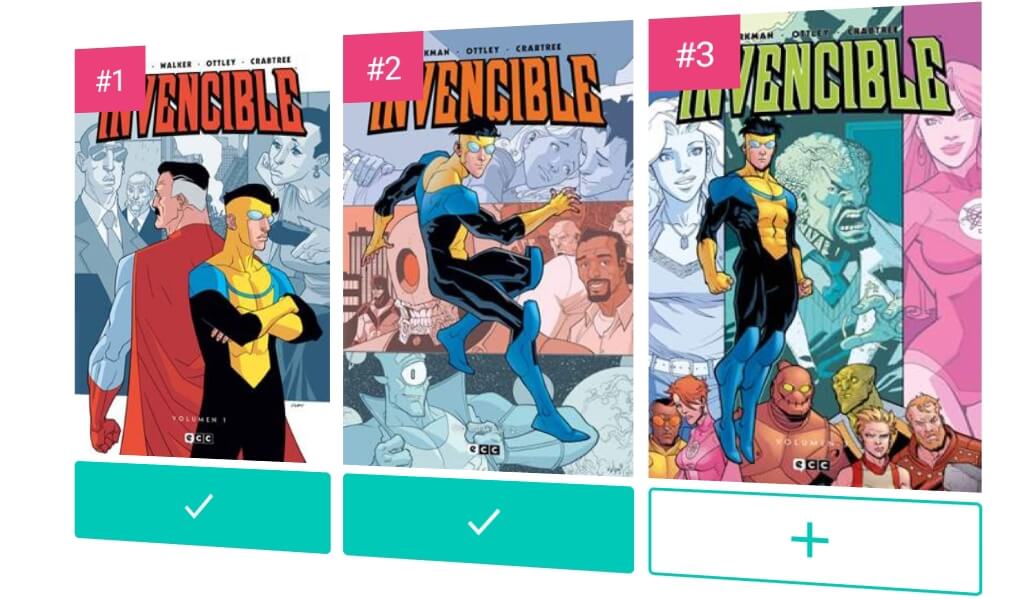 #1
WALKER · OTTLEY · CRABTREE
INVENCIBLE
VOLUMEN 1
ecc
#2
KMAN · OTTLEY · CRABTREE
INVENCIBLE
ecc
#3
RKMAN · OTTLEY · CRABTREE
INVENCIBLE
VOLUMEN
ecc